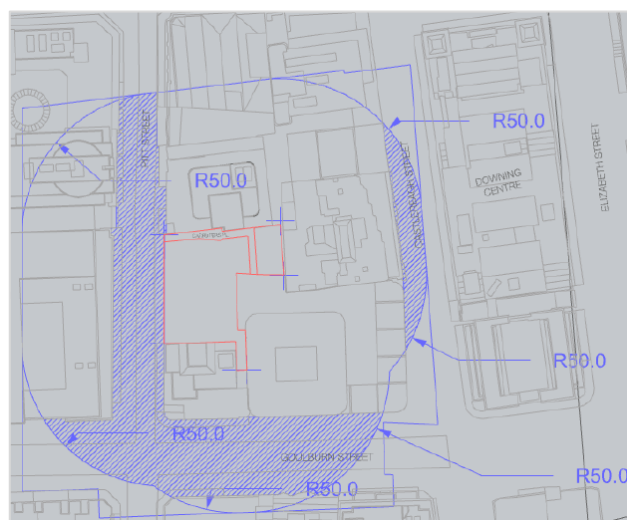 R50.0
PITT STREET
R50.0
CASTLEREAGH STREET
DOWNING
CENTRE
ELIZABETH STREET
R50.0
R50.0
GOULBURN STREET
R50.0
R50.0